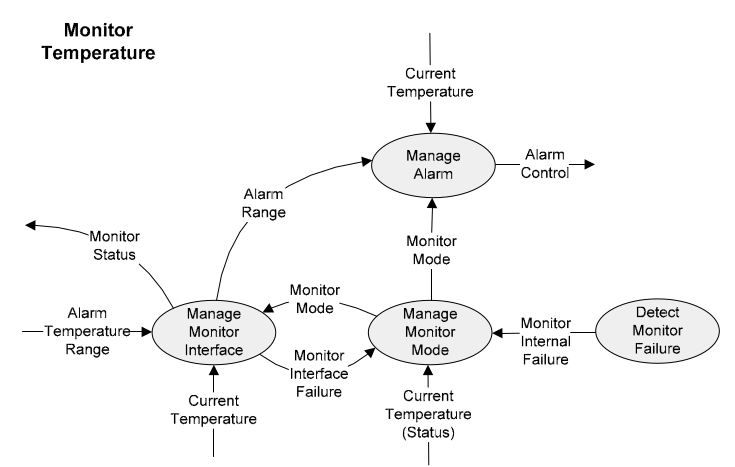 Monitor
Temperature
Current
Temperature
Manage
Alarm
Alarm
Control
Alarm
Range
Monitor
Status
Monitor
Mode
Monitor
Mode
Alarm
Temperature
Range
Manage
Monitor
Interface
Manage
Monitor
Mode
Monitor
Internal
Failure
Detect
Monitor
Failure
Monitor
Interface
Failure
Current
Temperature
Current
Temperature
(Status)